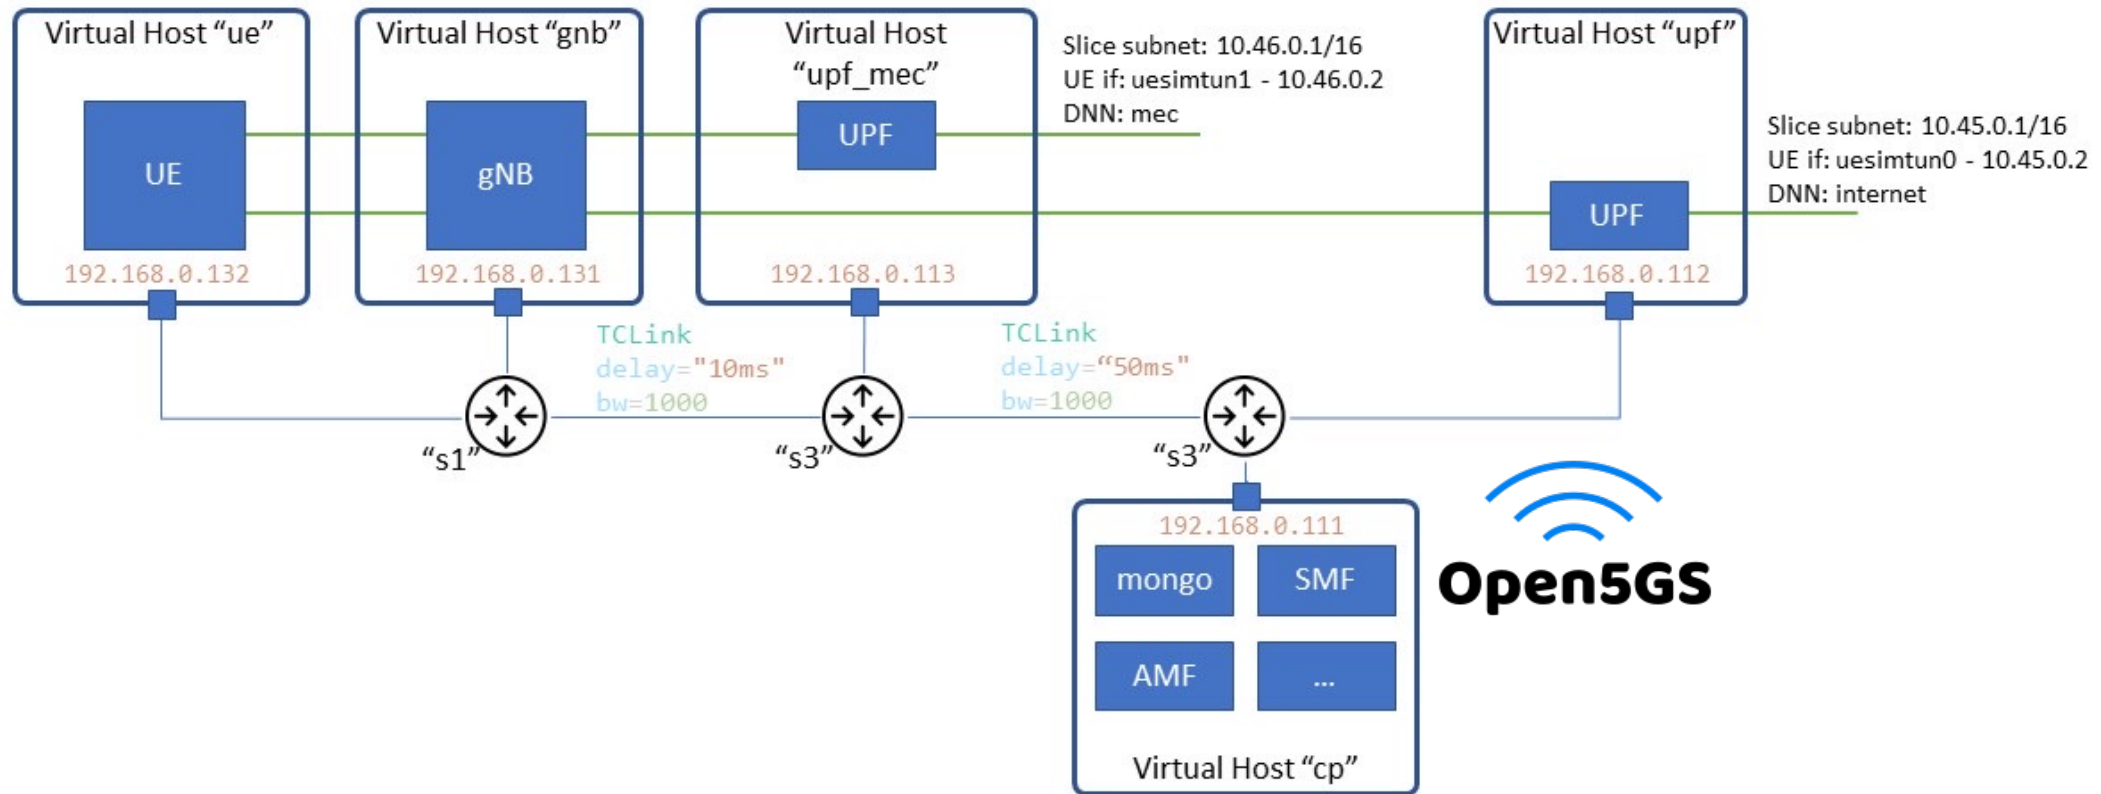 Virtual Host “ue”
UE
192.168.0.132
Virtual Host “gnb”
gNB
192.168.0.131
Virtual Host
“upf_mec”
UPF
192.168.0.113
Slice subnet: 10.46.0.1/16
UE if: uesimtun1 - 10.46.0.2
DNN: mec
Virtual Host “upf”
UPF
192.168.0.112
Slice subnet: 10.45.0.1/16
UE if: uesimtun0 - 10.45.0.2
DNN: internet
TCLink
delay="10ms"
bw=1000
TCLink
delay=“50ms"
bw=1000
“s1”
“s3”
“s3”
192.168.0.111
mongo
SMF
AMF
...
Virtual Host “cp”
Open5GS